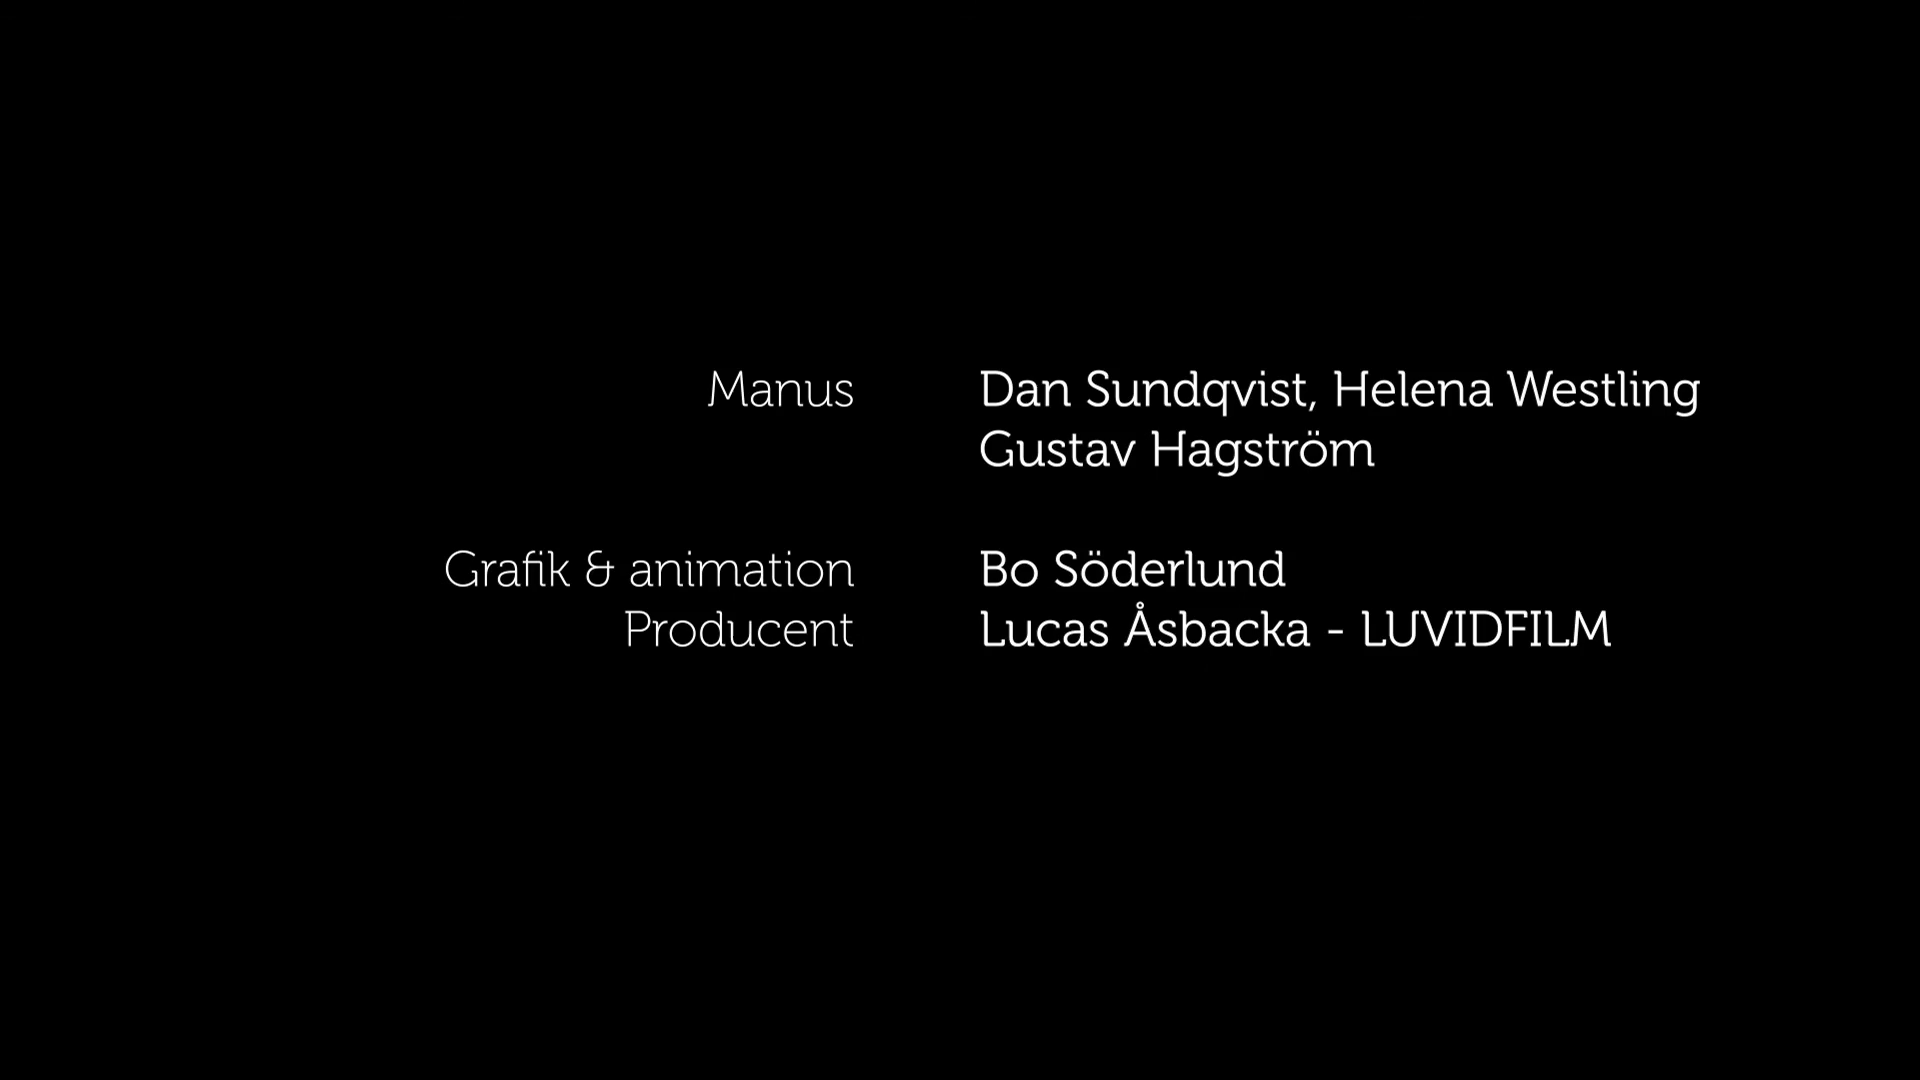 Manus Dan Sundqvist, Helena Westling
Gustav Hagström
Grafik & animation Bo Söderlund
Producent Lucas Åsbacka - LUVIDFILM